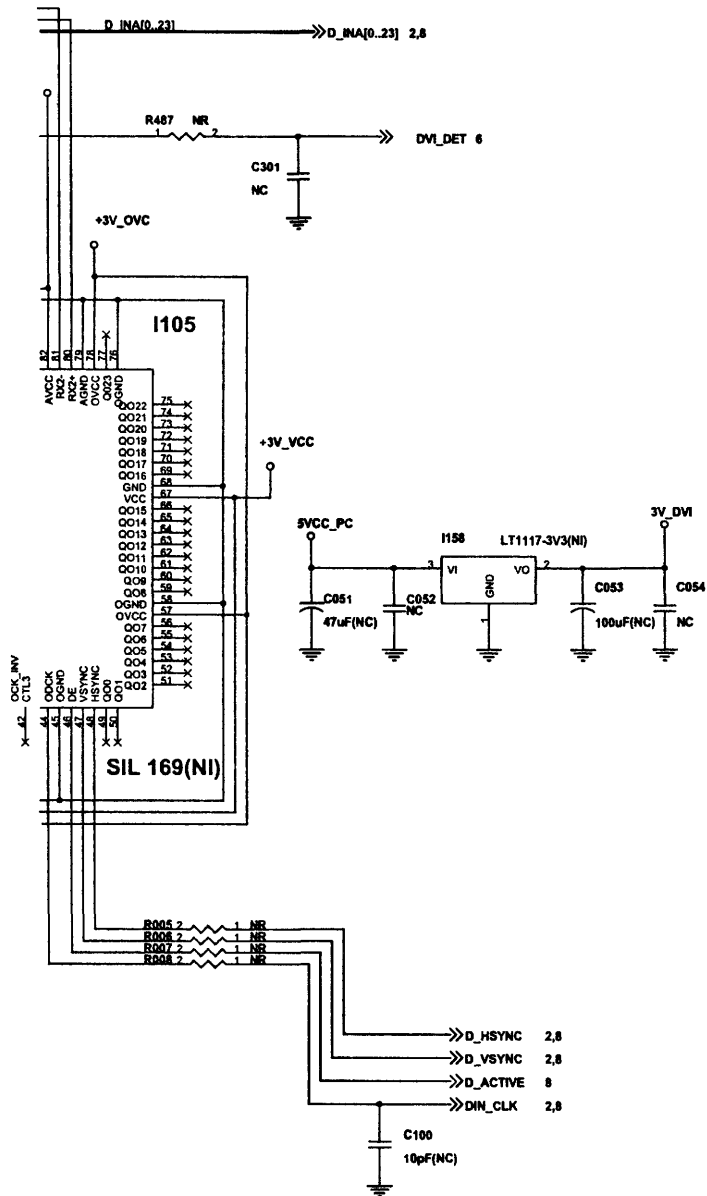 D_INA[0..23]
D_INA[0..23] 2,8
R487 NR
1 2
DVI_DET 6
C301
NC
+3V_OVC
I105
82 81 80 79 78 77 76
AVCC RX2- RX2+ AGND OVCC QO23 OGND
QO22 75
QO21 74
QO20 73
QO19 72
QO18 71
QO17 70
QO16 69
GND 68
VCC 67
QO15 66
QO14 65
QO13 64
QO12 63
QO11 62
QO10 61
QO9 60
QO8 59
OGND 58
OVCC 57
QO7 56
QO6 55
QO5 54
QO4 53
QO3 52
QO2 51
+3V_VCC
5VCC_PC
I158
LT1117-3V3(NI)
3V_DVI
3 VI VO 2
GND
1
C051
47uF(NC)
C052
NC
C053
100uF(NC)
C054
NC
OCK_INV CTL3 ODCK OGND DE VSYNC HSYNC QO0 QO1
42 44 45 46 47 48 49 50
SIL 169(NI)
R005 2 1 NR
R006 2 1 NR
R007 2 1 NR
R008 2 1 NR
D_HSYNC 2,8
D_VSYNC 2,8
D_ACTIVE 8
DIN_CLK 2,8
C100
10pF(NC)